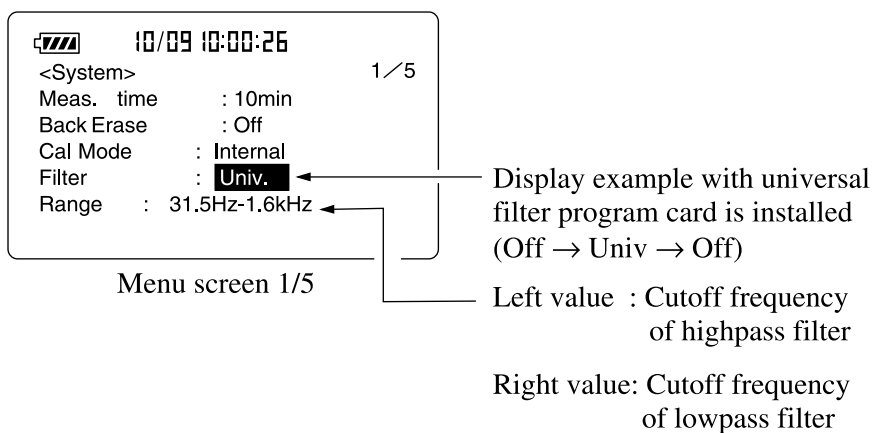 10/09 10:00:26
<System> 1/5
Meas. time : 10min
Back Erase : Off
Cal Mode : Internal
Filter : Univ.
Range : 31.5Hz-1.6kHz
Menu screen 1/5
Display example with universal
filter program card is installed
(Off → Univ → Off)
Left value : Cutoff frequency
of highpass filter
Right value: Cutoff frequency
of lowpass filter